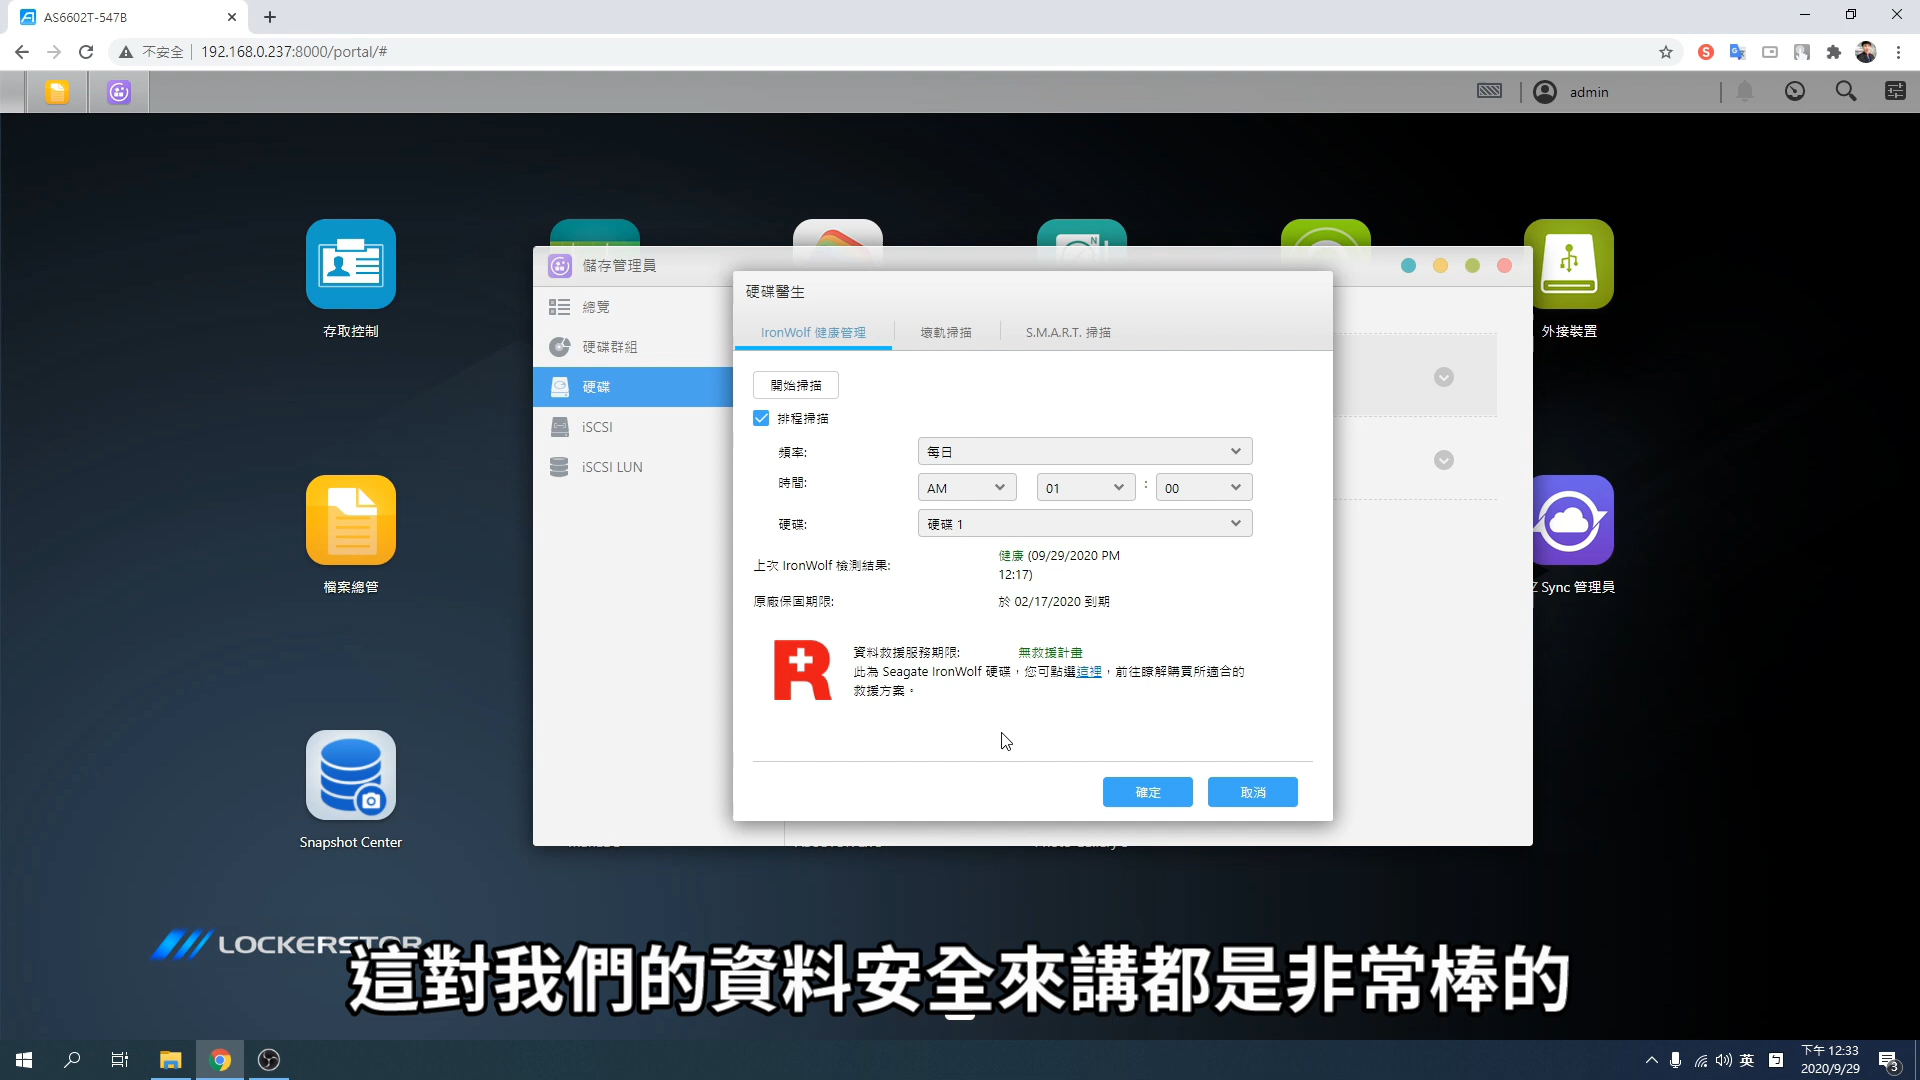 AS6602T-547B
不安全 192.168.0.237:8000/portal/#
admin
存取控制
外接裝置
檔案總管
Z Sync 管理員
Snapshot Center
儲存管理員
總覽
硬碟群組
硬碟
iSCSI
iSCSI LUN
硬碟醫生
IronWolf 健康管理 壞軌掃描 S.M.A.R.T. 掃描
開始掃描
排程掃描
頻率: 每日
時間: AM 01 : 00
硬碟: 硬碟 1
上次 IronWolf 檢測結果: 健康 (09/29/2020 PM
12:17)
原廠保固期限: 於 02/17/2020 到期
資料救援服務期限: 無救援計畫
此為 Seagate IronWolf 硬碟，您可點選這裡，前往瞭解購買所適合的
救援方案。
確定 取消
LOCKERSTOR
這對我們的資料安全來講都是非常棒的
英
下午 12:33
2020/9/29
3